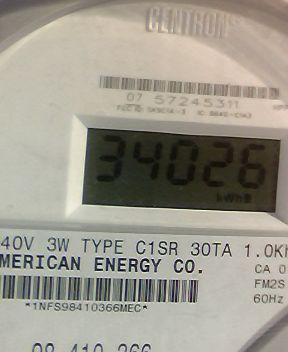 CENTRON
07 57245311
34026
kWh
40V 3W TYPE C1SR 30TA 1.0K
MERICAN ENERGY CO. CA 0
FM2S
*1NFS98410366MEC* 60Hz
98 410 366